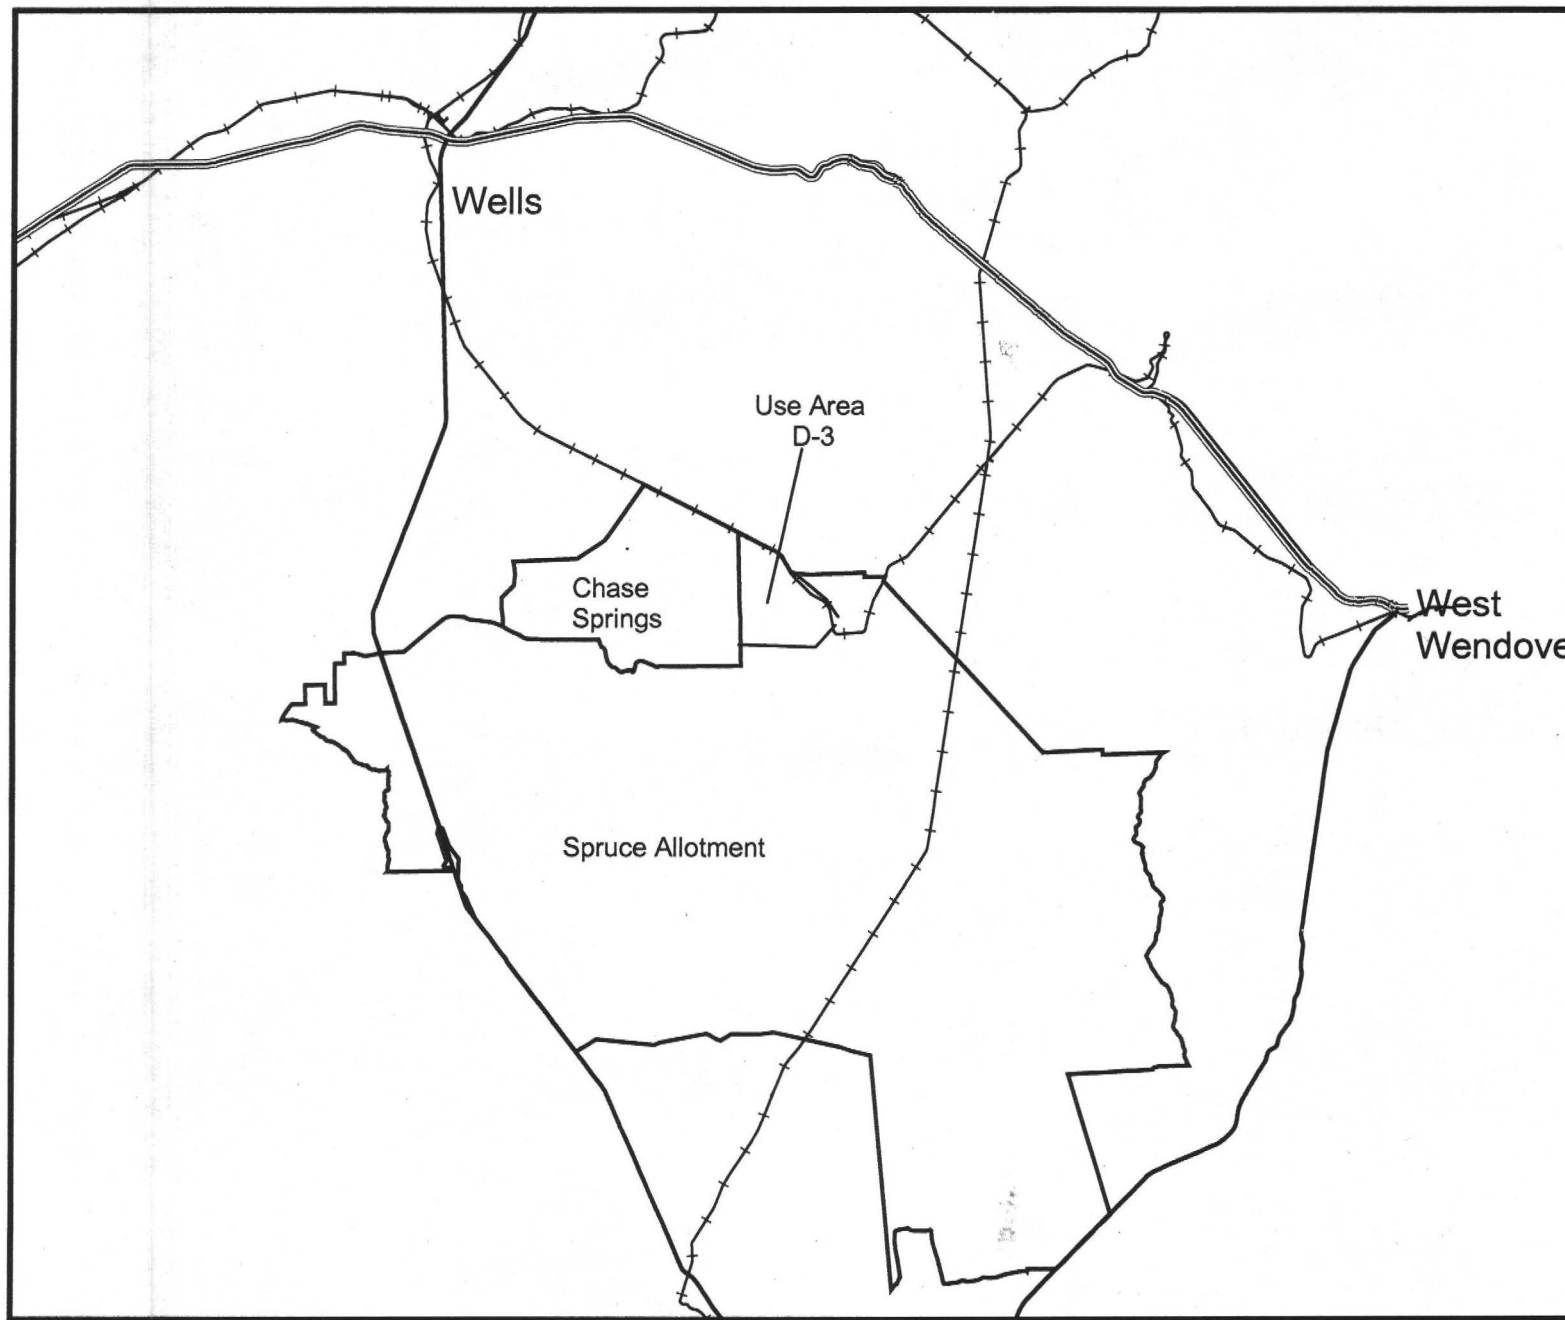 Wells
Use Area
D-3
Chase
Springs
West
Wendove
Spruce Allotment